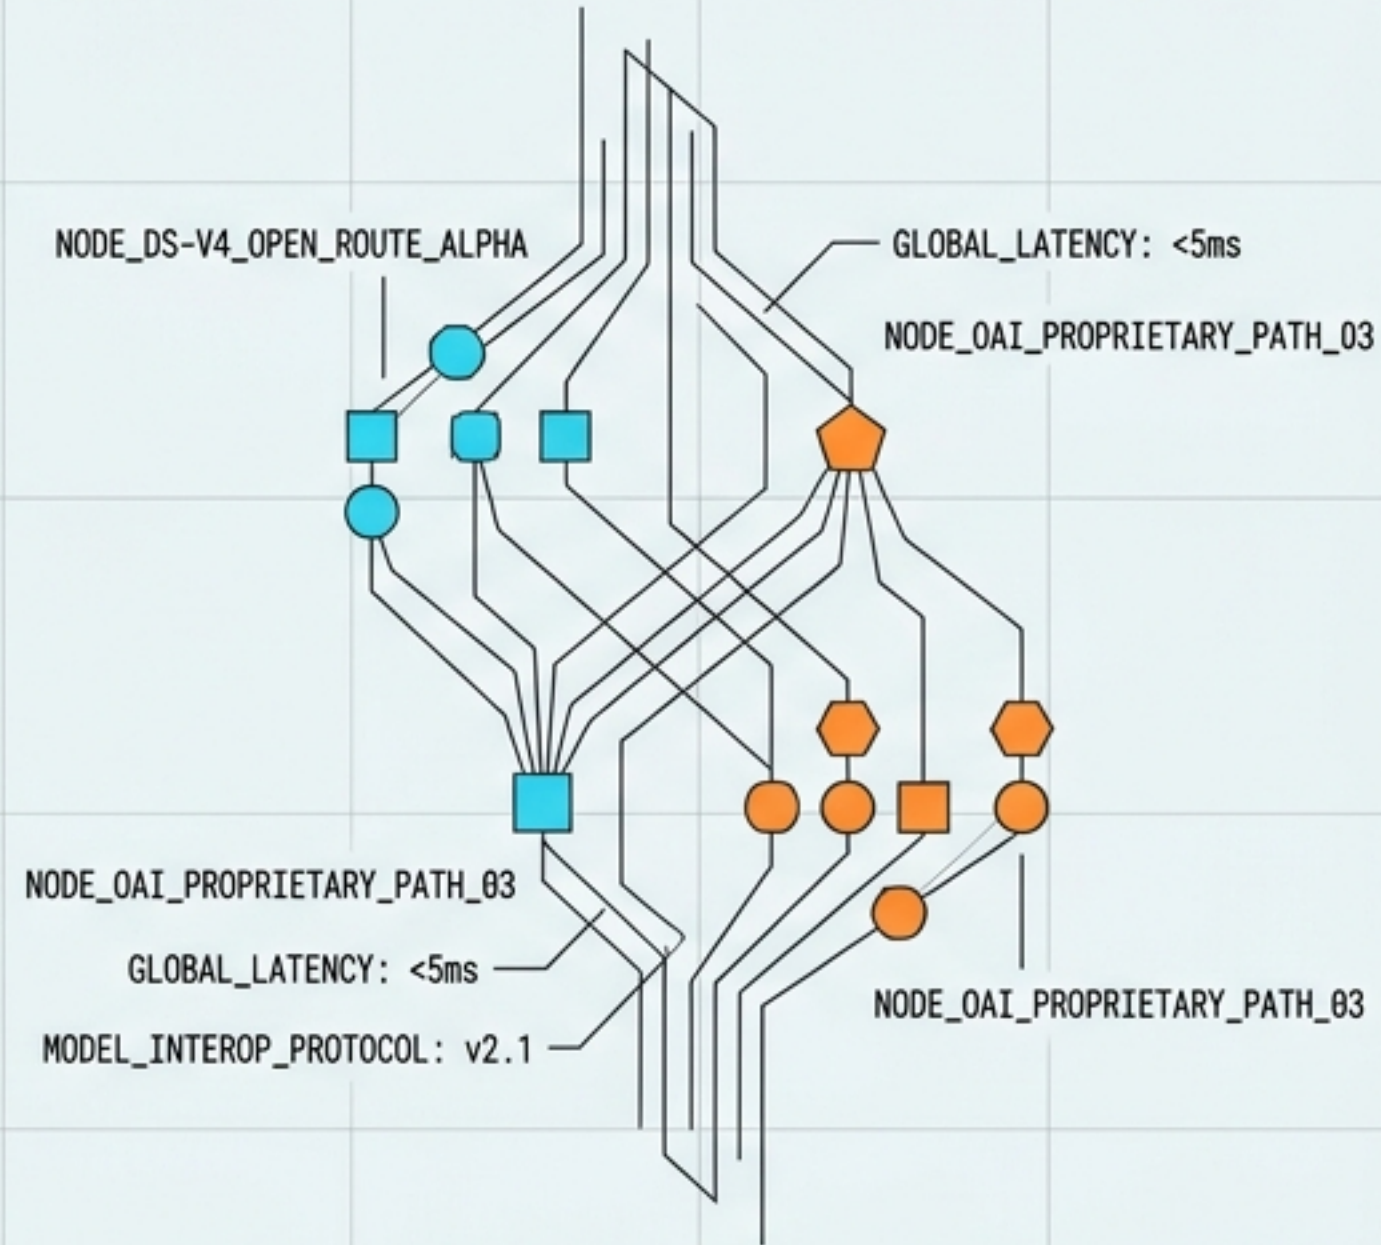 NODE_DS-V4_OPEN_ROUTE_ALPHA
GLOBAL_LATENCY: <5ms
NODE_OAI_PROPRIETARY_PATH_03
NODE_OAI_PROPRIETARY_PATH_03
GLOBAL_LATENCY: <5ms
MODEL_INTEROP_PROTOCOL: v2.1
NODE_OAI_PROPRIETARY_PATH_03